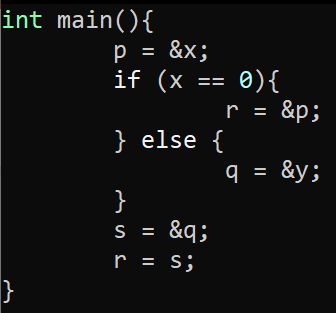 int main(){
        p = &x;
        if (x == 0){
                r = &p;
        } else {
                q = &y;
        }
        s = &q;
        r = s;
}